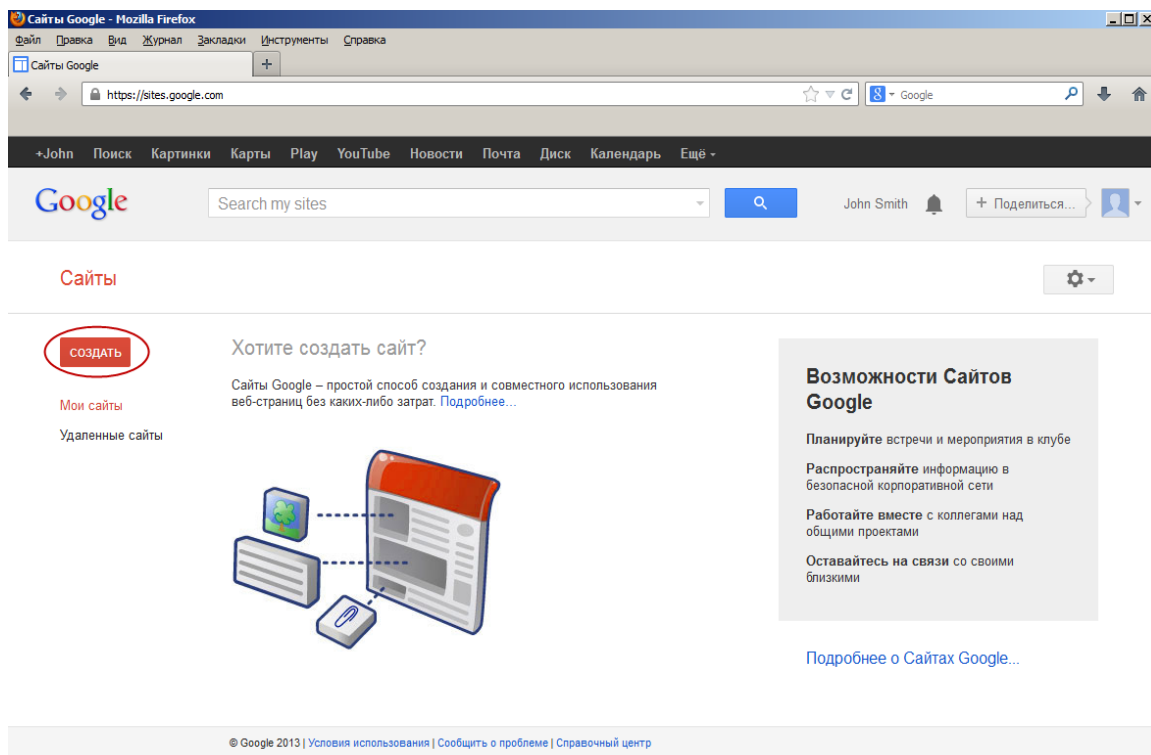 Сайты Google - Mozilla Firefox
Файл Правка Вид Журнал Закладки Инструменты Справка
Сайты Google +
https://sites.google.com
8 Google
+John Поиск Картинки Карты Play YouTube Новости Почта Диск Календарь Ещё
Google
Search my sites
John Smith
+ Поделиться...
Сайты
СОЗДАТЬ
Мои сайты
Удаленные сайты
Хотите создать сайт?
Сайты Google – простой способ создания и совместного использования
веб-страниц без каких-либо затрат. Подробнее...
Возможности Сайтов
Google
Планируйте встречи и мероприятия в клубе
Распространяйте информацию в
безопасной корпоративной сети
Работайте вместе с коллегами над
общими проектами
Оставайтесь на связи со своими
близкими
Подробнее о Сайтах Google...
© Google 2013 | Условия использования | Сообщить о проблеме | Справочный центр